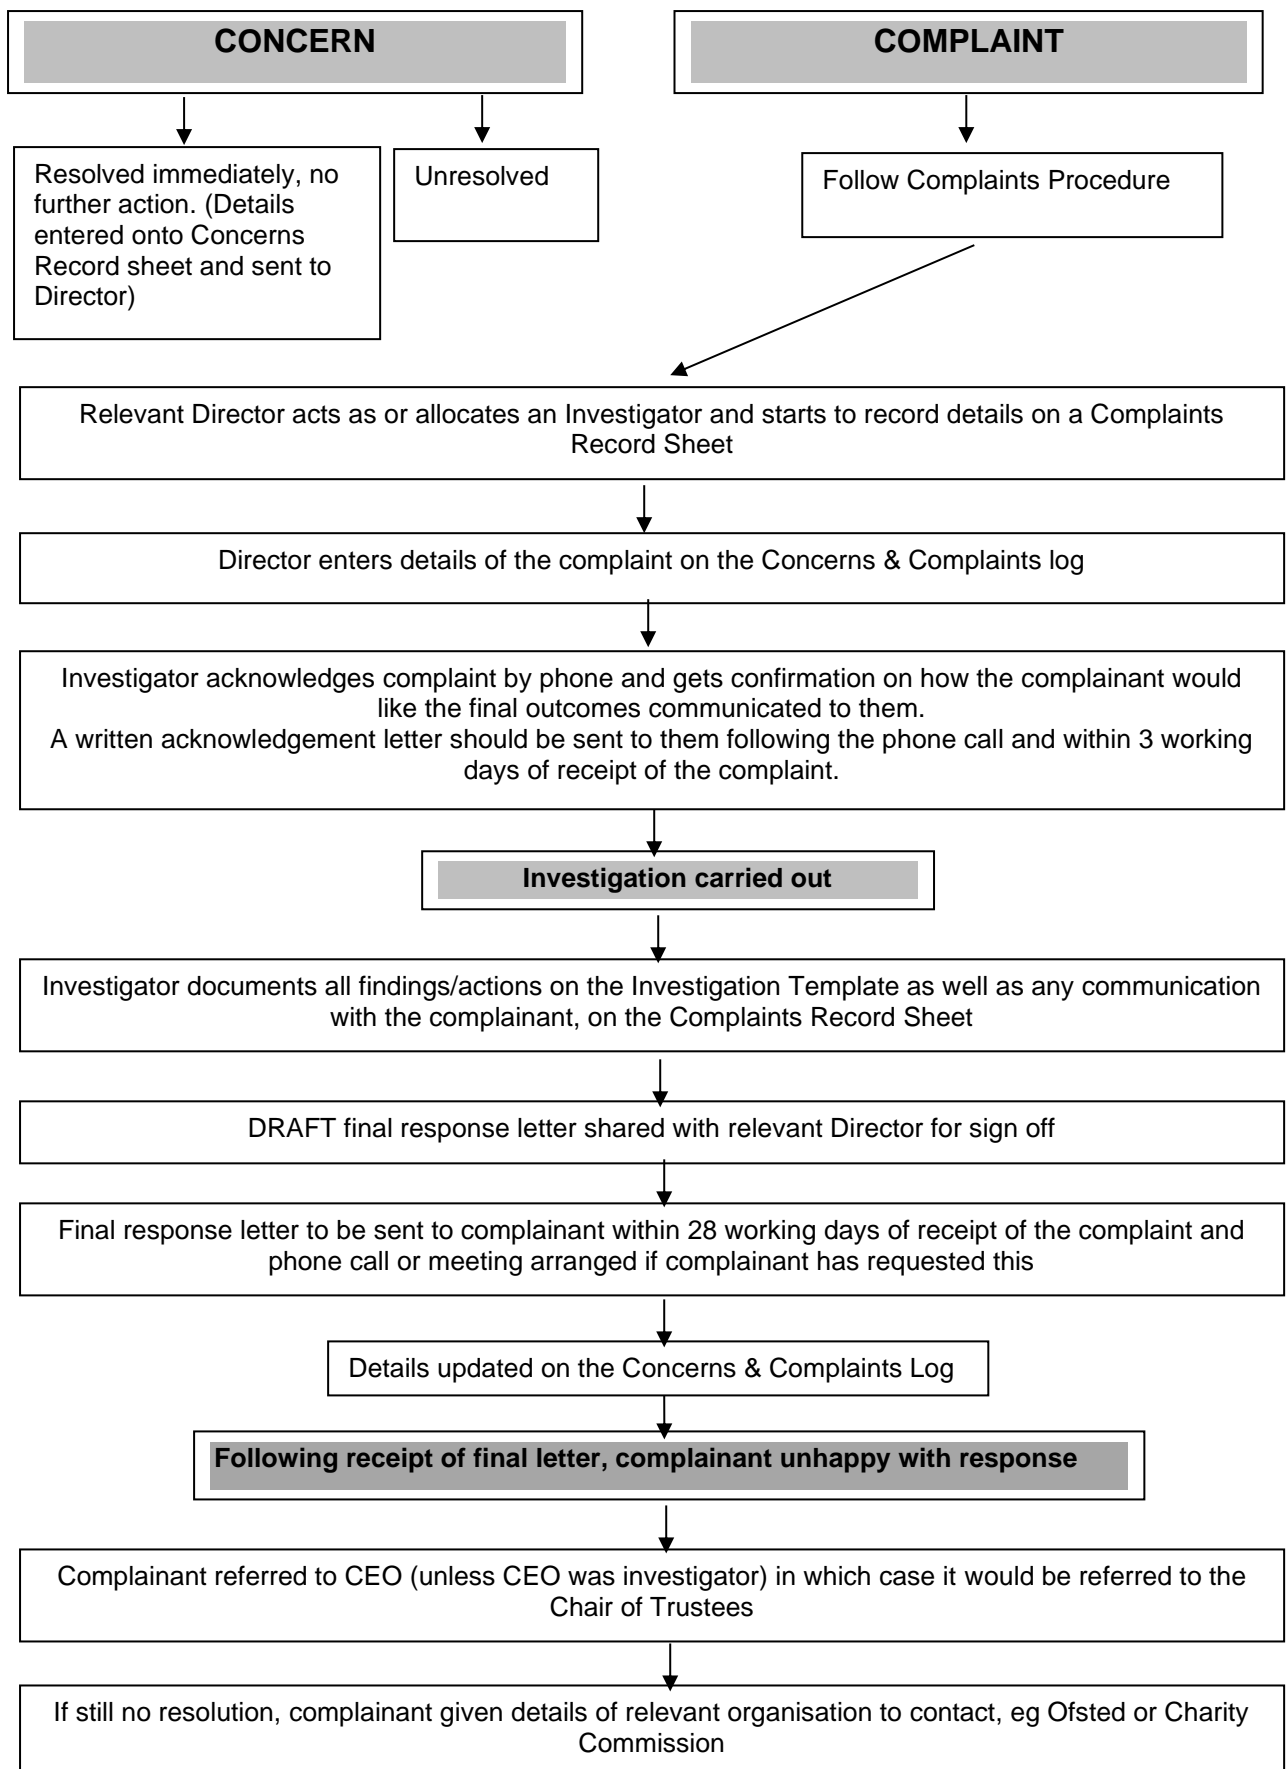 CONCERN
COMPLAINT
Resolved immediately, no
further action. (Details
entered onto Concerns
Record sheet and sent to
Director)
Unresolved
Follow Complaints Procedure
Relevant Director acts as or allocates an Investigator and starts to record details on a Complaints
Record Sheet
Director enters details of the complaint on the Concerns & Complaints log
Investigator acknowledges complaint by phone and gets confirmation on how the complainant would
like the final outcomes communicated to them.
A written acknowledgement letter should be sent to them following the phone call and within 3 working
days of receipt of the complaint.
Investigation carried out
Investigator documents all findings/actions on the Investigation Template as well as any communication
with the complainant, on the Complaints Record Sheet
DRAFT final response letter shared with relevant Director for sign off
Final response letter to be sent to complainant within 28 working days of receipt of the complaint and
phone call or meeting arranged if complainant has requested this
Details updated on the Concerns & Complaints Log
Following receipt of final letter, complainant unhappy with response
Complainant referred to CEO (unless CEO was investigator) in which case it would be referred to the
Chair of Trustees
If still no resolution, complainant given details of relevant organisation to contact, eg Ofsted or Charity
Commission